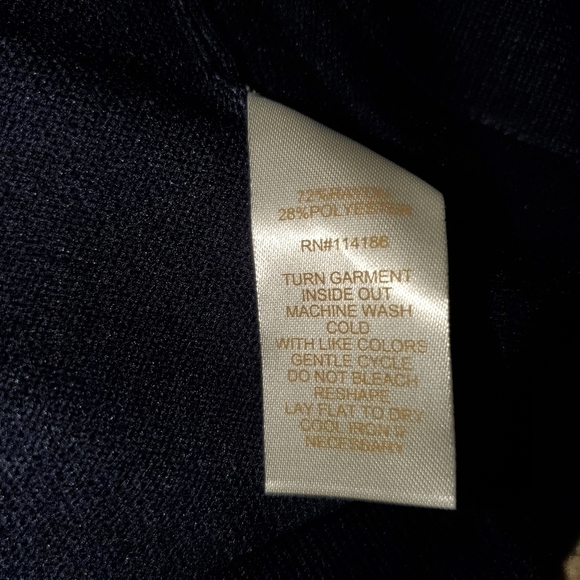 72%RAYON
28%POLYESTER
RN#114186
TURN GARMENT
INSIDE OUT
MACHINE WASH
COLD
WITH LIKE COLORS
GENTLE CYCLE
DO NOT BLEACH
RESHAPE
LAY FLAT TO DRY
COOL IRON IF
NECESSARY